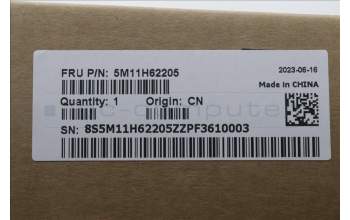 FRU P/N: 5M11H62205
2023-06-16
Made in CHINA
Quantity: 1 Origin: CN
SN: 8S5M11H62205ZZPF3610003